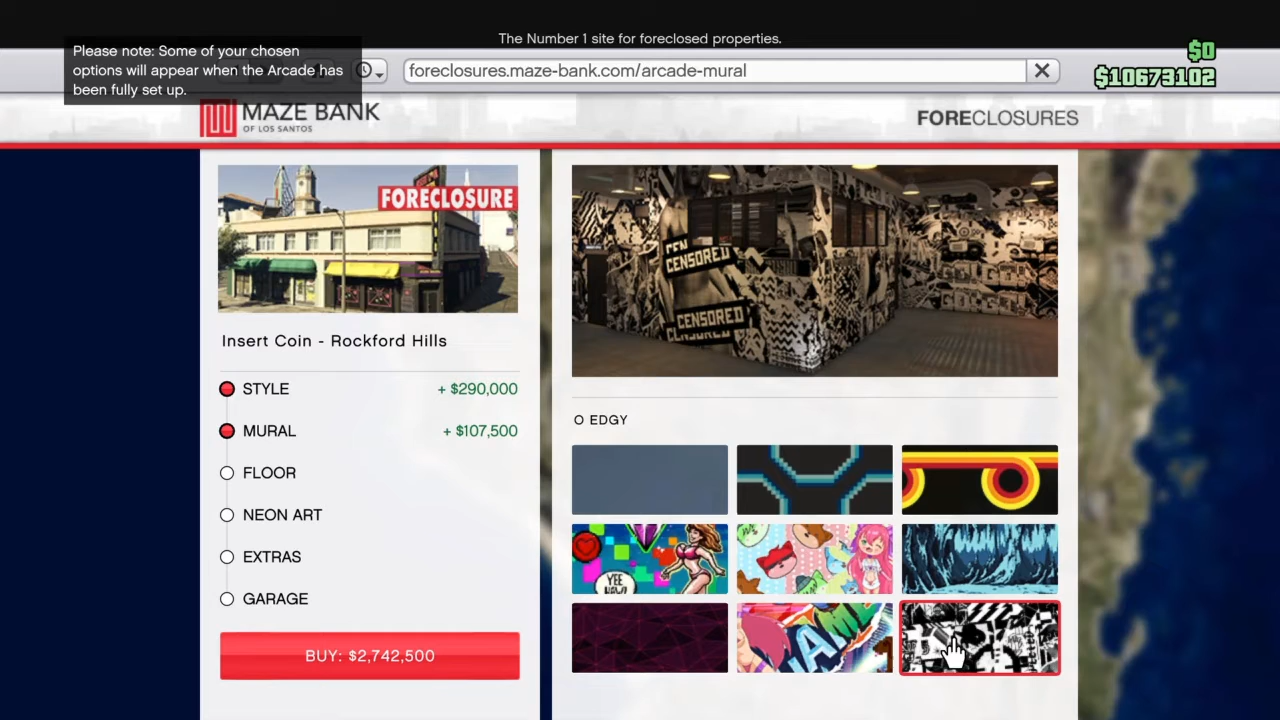 The Number 1 site for foreclosed properties.
Please note: Some of your chosen
options will appear when the Arcade has
been fully set up.
foreclosures.maze-bank.com/arcade-mural
$0
$10673102
MAZE BANK
OF LOS SANTOS
FORECLOSURES
FORECLOSURE
Insert Coin - Rockford Hills
STYLE + $290,000
MURAL + $107,500
FLOOR
NEON ART
EXTRAS
GARAGE
BUY: $2,742,500
CEN
CENSORED
CENSORED
O EDGY
YEE
NAW!